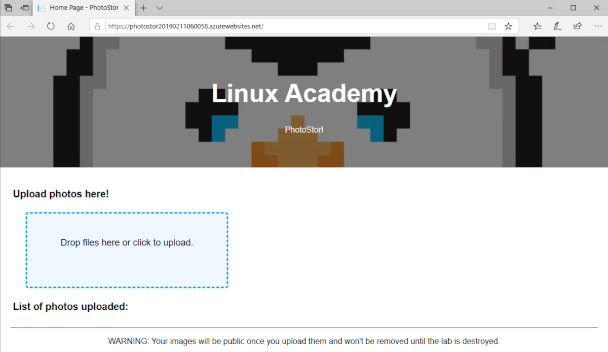 Home Page - PhotoStor
https://photostor20190211060058.azurewebsites.net/
Linux Academy
PhotoStor!
Upload photos here!
Drop files here or click to upload.
List of photos uploaded:
WARNING: Your images will be public once you upload them and won't be removed until the lab is destroyed.